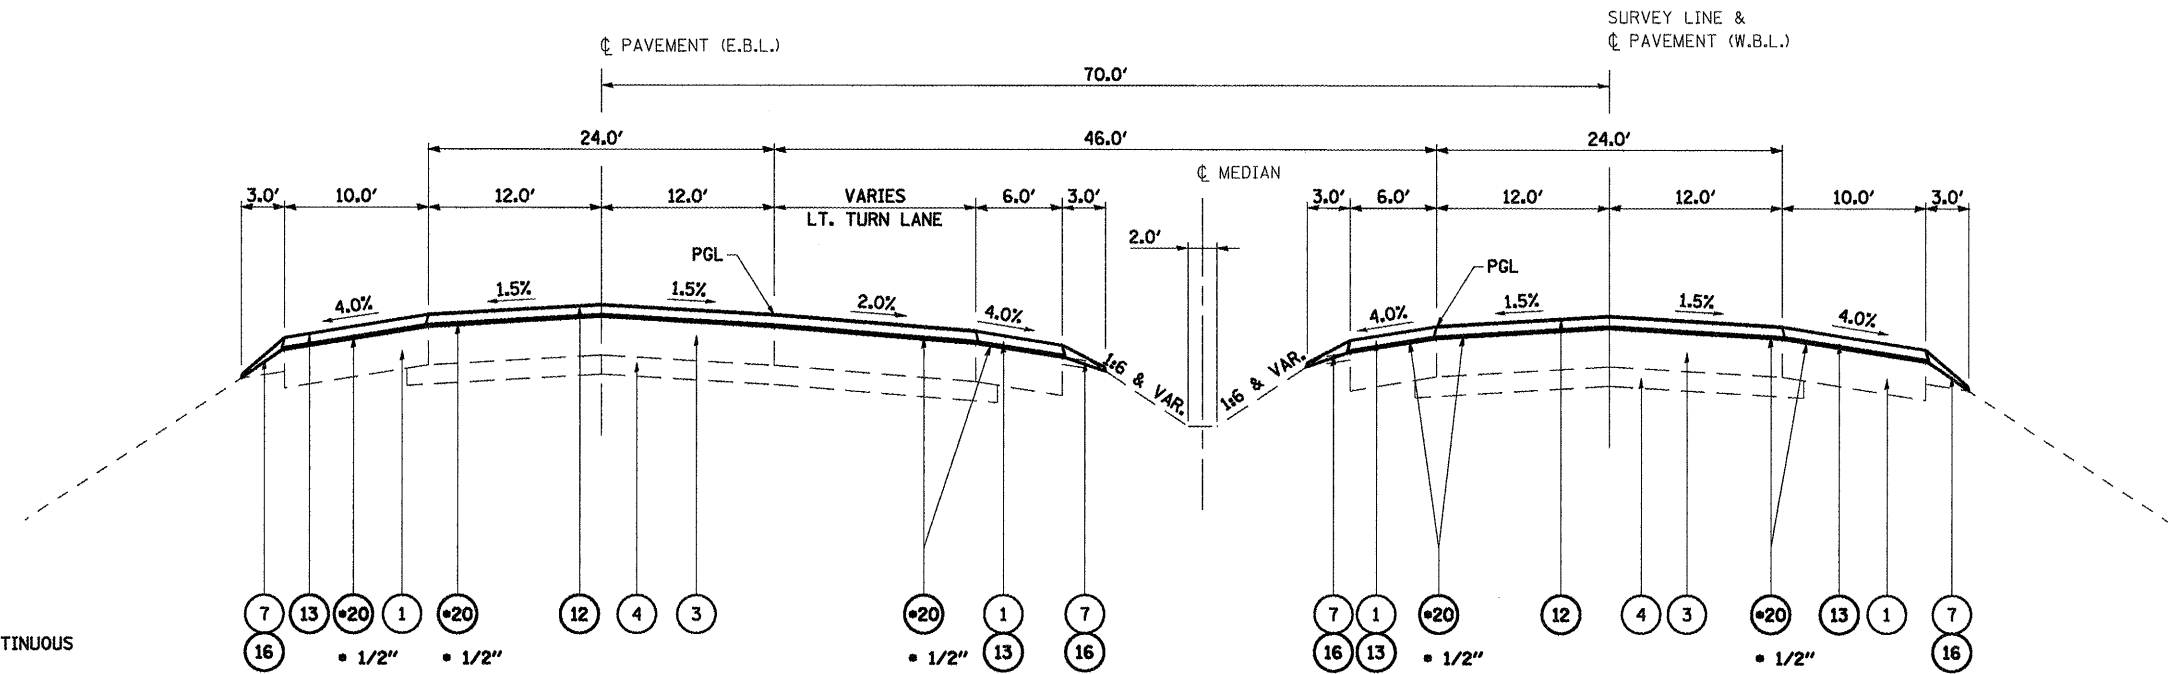 SURVEY LINE &
℄ PAVEMENT (E.B.L.)
℄ PAVEMENT (W.B.L.)
70.0'
24.0' 46.0' 24.0'
℄ MEDIAN
3.0' 10.0' 12.0' 12.0' VARIES 6.0' 3.0' 3.0' 6.0' 12.0' 12.0' 10.0' 3.0'
LT. TURN LANE
2.0'
PGL PGL
4.0% 1.5% 1.5% 2.0% 4.0% 4.0% 1.5% 1.5% 4.0%
1:6 & VAR. 1:6 & VAR.
7 13 *20 1 *20 12 4 3 *20 1 7 7 1 *20 12 4 3 *20 13 1 7
TINUOUS
16 * 1/2" * 1/2" * 1/2" 13 16 16 13 * 1/2" * 1/2" 16